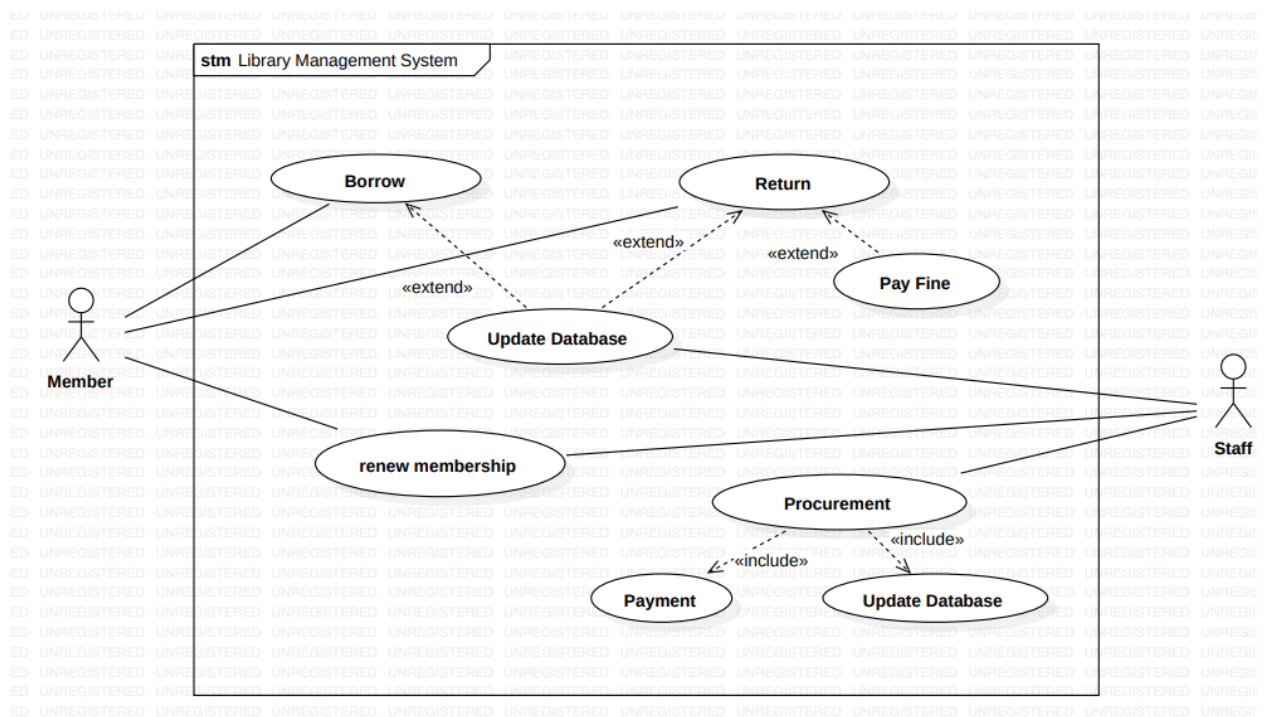 stm Library Management System
Borrow
Return
«extend»
«extend»
«extend»
Pay Fine
Update Database
Member
renew membership
Staff
Procurement
«include»
«include»
Payment
Update Database
UNREGISTERED